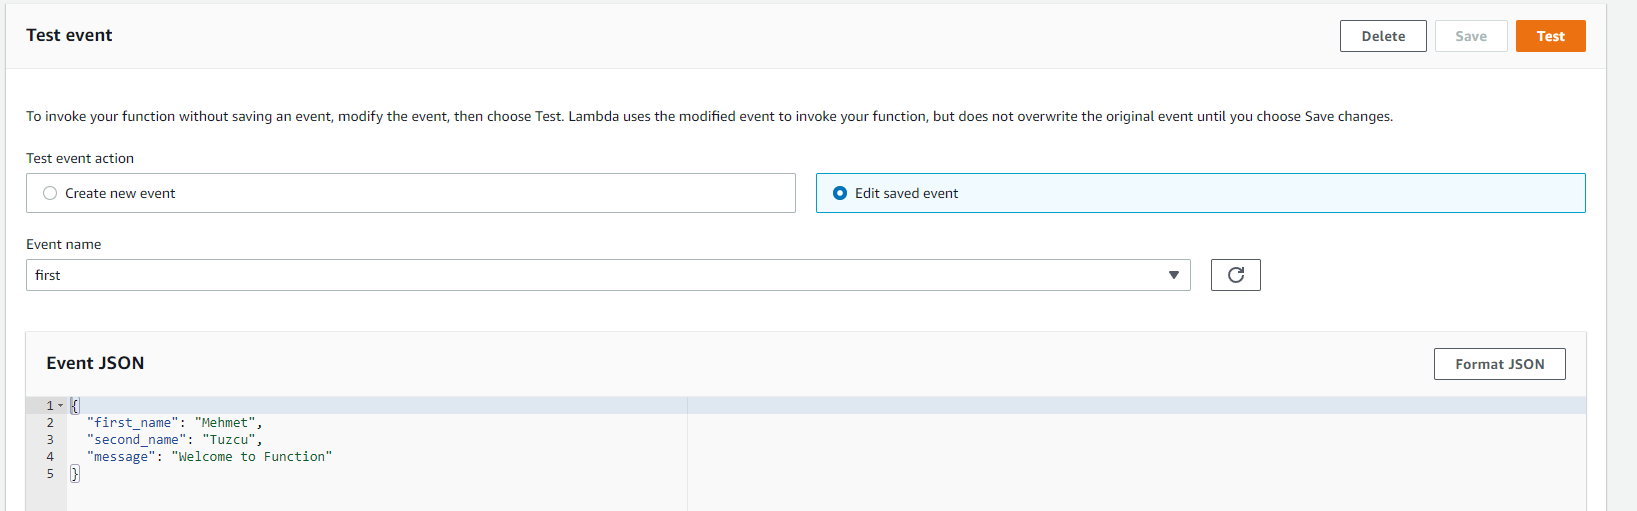 Test event
Delete
Save
Test
To invoke your function without saving an event, modify the event, then choose Test. Lambda uses the modified event to invoke your function, but does not overwrite the original event until you choose Save changes.
Test event action
Create new event
Edit saved event
Event name
first
Event JSON
Format JSON
1 {
2 "first_name": "Mehmet",
3 "second_name": "Tuzcu",
4 "message": "Welcome to Function"
5 }